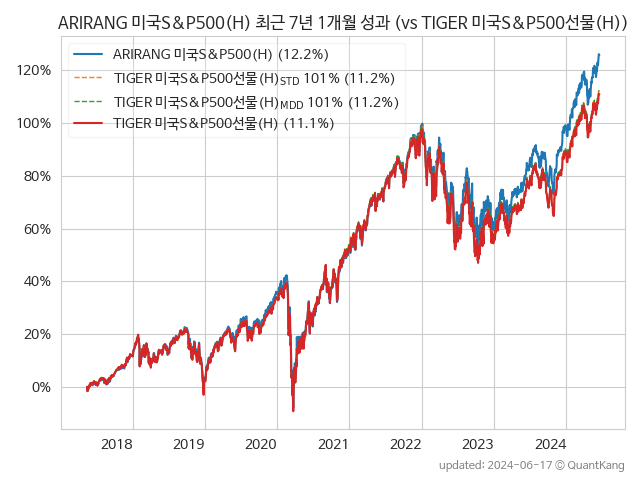 ARIRANG 미국S&P500(H) 최근 7년 1개월 성과 (vs TIGER 미국S&P500선물(H))
ARIRANG 미국S&P500(H) (12.2%)
TIGER 미국S&P500선물(H)STD 101% (11.2%)
TIGER 미국S&P500선물(H)MDD 101% (11.2%)
TIGER 미국S&P500선물(H) (11.1%)
120%
100%
80%
60%
40%
20%
0%
2018 2019 2020 2021 2022 2023 2024
updated: 2024-06-17 © QuantKang